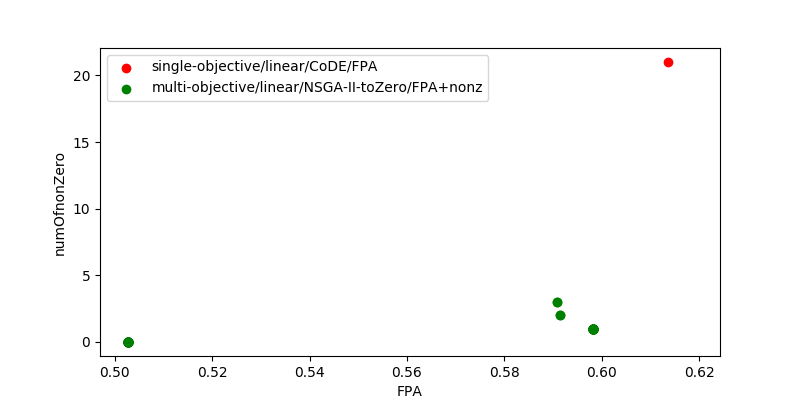 single-objective/linear/CoDE/FPA
multi-objective/linear/NSGA-II-toZero/FPA+nonz
20
15
10
5
0
numOfnonZero
0.50 0.52 0.54 0.56 0.58 0.60 0.62
FPA